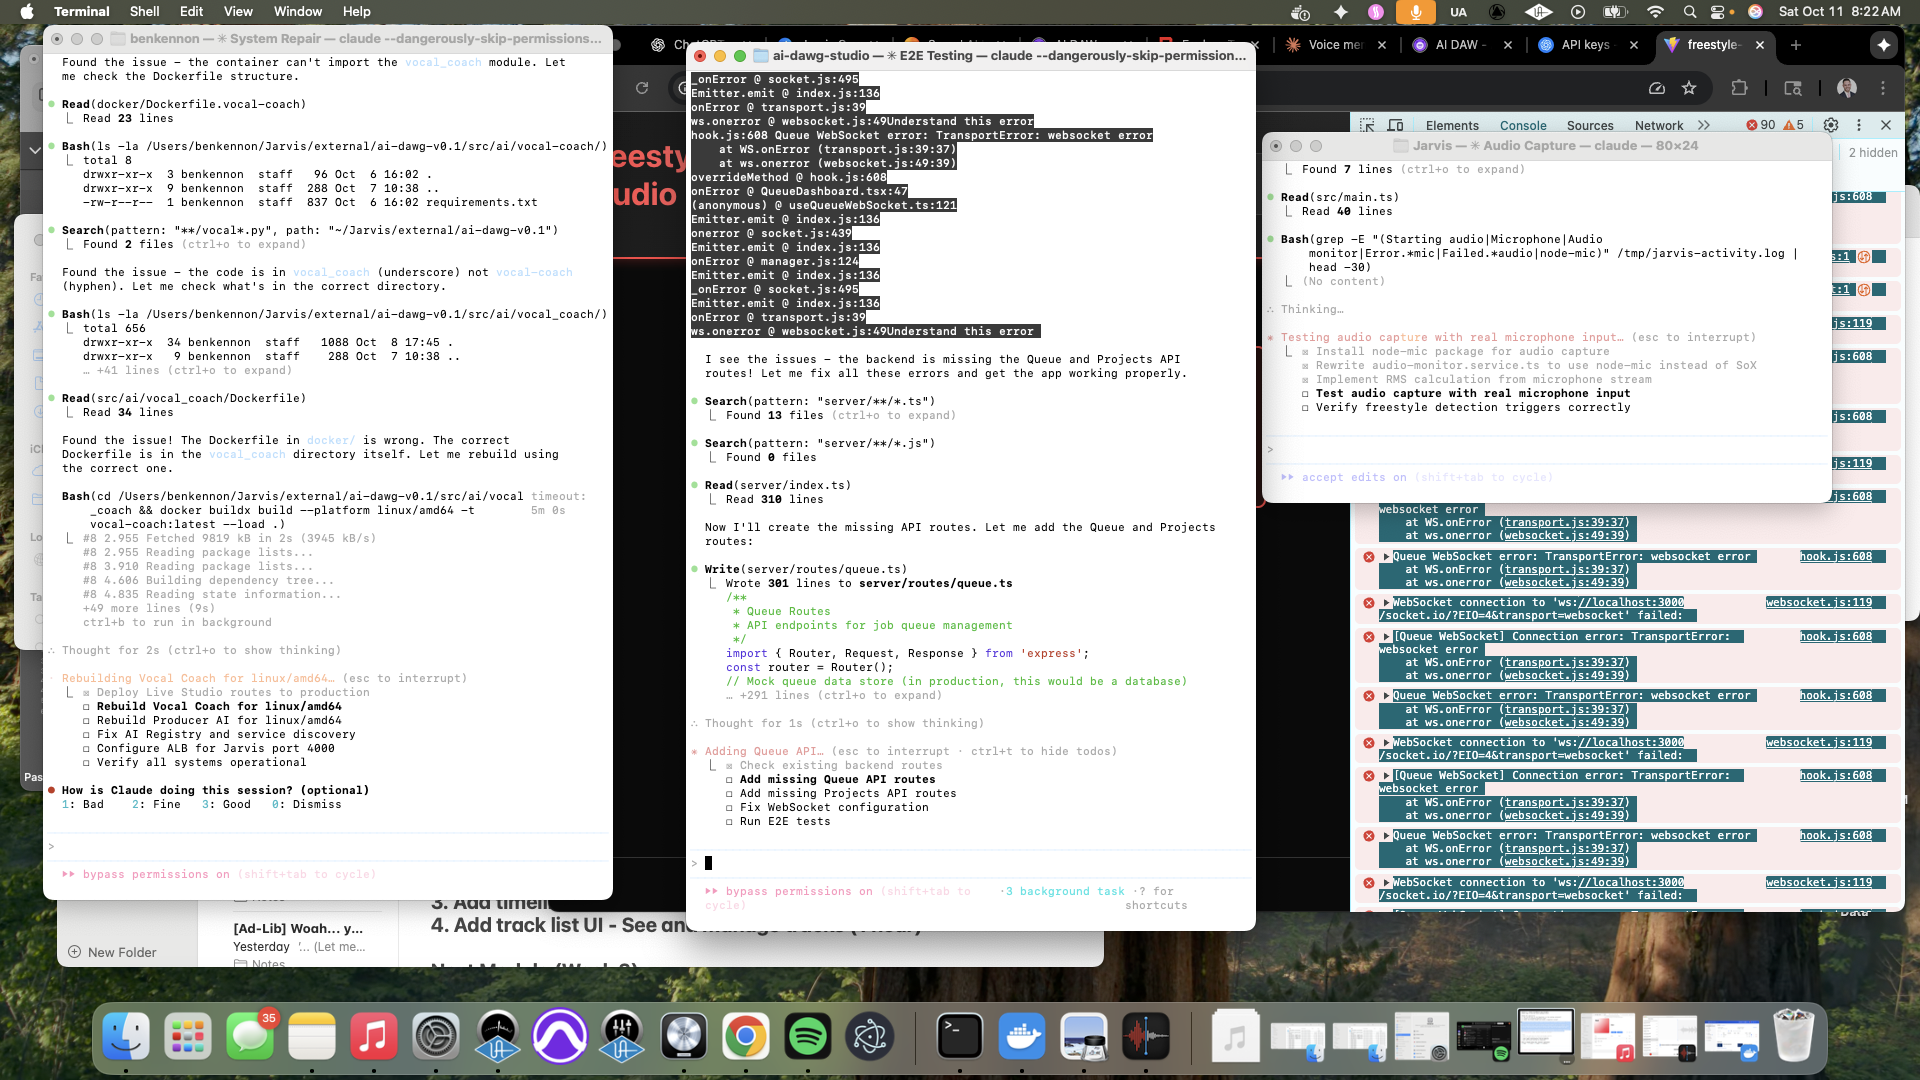 Terminal Shell Edit View Window Help
UA
Sat Oct 11 8:22 AM
benkennon — ✳ System Repair — claude --dangerously-skip-permissions...
Found the issue – the container can't import the vocal_coach module. Let
me check the Dockerfile structure.
Read(docker/Dockerfile.vocal-coach)
Read 23 lines
Bash(ls -la /Users/benkennon/Jarvis/external/ai-dawg-v0.1/src/ai/vocal-coach/)
total 8
drwxr-xr-x 3 benkennon staff 96 Oct 6 16:02 .
drwxr-xr-x 9 benkennon staff 288 Oct 7 10:38 ..
-rw-r--r-- 1 benkennon staff 837 Oct 6 16:02 requirements.txt
Search(pattern: "**/vocal*.py", path: "~/Jarvis/external/ai-dawg-v0.1")
Found 2 files (ctrl+o to expand)
Found the issue – the code is in vocal_coach (underscore) not vocal-coach
(hyphen). Let me check what's in the correct directory.
Bash(ls -la /Users/benkennon/Jarvis/external/ai-dawg-v0.1/src/ai/vocal_coach/)
total 656
drwxr-xr-x 34 benkennon staff 1088 Oct 8 17:45 .
drwxr-xr-x 9 benkennon staff 288 Oct 7 10:38 ..
… +41 lines (ctrl+o to expand)
Read(src/ai/vocal_coach/Dockerfile)
Read 34 lines
Found the issue! The Dockerfile in docker/ is wrong. The correct
Dockerfile is in the vocal_coach directory itself. Let me rebuild using
the correct one.
Bash(cd /Users/benkennon/Jarvis/external/ai-dawg-v0.1/src/ai/vocal timeout:
_coach && docker buildx build --platform linux/amd64 -t 5m 0s
vocal-coach:latest --load .)
#8 2.955 Fetched 9819 kB in 2s (3945 kB/s)
#8 2.955 Reading package lists...
#8 3.910 Reading package lists...
#8 4.606 Building dependency tree...
#8 4.835 Reading state information...
+49 more lines (9s)
ctrl+b to run in background
∴ Thought for 2s (ctrl+o to show thinking)
· Rebuilding Vocal Coach for linux/amd64… (esc to interrupt)
☒ Deploy Live Studio routes to production
☐ Rebuild Vocal Coach for linux/amd64
☐ Rebuild Producer AI for linux/amd64
☐ Fix AI Registry and service discovery
☐ Configure ALB for Jarvis port 4000
☐ Verify all systems operational
● How is Claude doing this session? (optional)
1: Bad 2: Fine 3: Good 0: Dismiss
>
bypass permissions on (shift+tab to cycle)
ai-dawg-studio — ✳ E2E Testing — claude --dangerously-skip-permission...
_onError @ socket.js:495
Emitter.emit @ index.js:136
onError @ transport.js:39
ws.onerror @ websocket.js:49Understand this error
hook.js:608 Queue WebSocket error: TransportError: websocket error
at WS.onError (transport.js:39:37)
at ws.onerror (websocket.js:49:39)
overrideMethod @ hook.js:608
onError @ QueueDashboard.tsx:47
(anonymous) @ useQueueWebSocket.ts:121
Emitter.emit @ index.js:136
onerror @ socket.js:439
Emitter.emit @ index.js:136
onError @ manager.js:124
Emitter.emit @ index.js:136
_onError @ socket.js:495
Emitter.emit @ index.js:136
onError @ transport.js:39
ws.onerror @ websocket.js:49Understand this error
I see the issues – the backend is missing the Queue and Projects API
routes! Let me fix all these errors and get the app working properly.
Search(pattern: "server/**/*.ts")
Found 13 files (ctrl+o to expand)
Search(pattern: "server/**/*.js")
Found 0 files
Read(server/index.ts)
Read 310 lines
Now I'll create the missing API routes. Let me add the Queue and Projects
routes:
Write(server/routes/queue.ts)
Wrote 301 lines to server/routes/queue.ts
/**
* Queue Routes
* API endpoints for job queue management
*/
import { Router, Request, Response } from 'express';
const router = Router();
// Mock queue data store (in production, this would be a database)
… +291 lines (ctrl+o to expand)
∴ Thought for 1s (ctrl+o to show thinking)
✳ Adding Queue API… (esc to interrupt · ctrl+t to hide todos)
☒ Check existing backend routes
☐ Add missing Queue API routes
☐ Add missing Projects API routes
☐ Fix WebSocket configuration
☐ Run E2E tests
>
bypass permissions on (shift+tab to cycle) · 3 background task · ? for shortcuts
Voice mer
AI DAW -
API keys -
freestyle-
Elements Console Sources Network 90 5
2 hidden
Jarvis — ✳ Audio Capture — claude — 80×24
Found 7 lines (ctrl+o to expand)
Read(src/main.ts)
Read 40 lines
Bash(grep -E "(Starting audio|Microphone|Audio
monitor|Error.*mic|Failed.*audio|node-mic)" /tmp/jarvis-activity.log |
head -30)
(No content)
∴ Thinking…
✳ Testing audio capture with real microphone input… (esc to interrupt)
☒ Install node-mic package for audio capture
☒ Rewrite audio-monitor.service.ts to use node-mic instead of SoX
☒ Implement RMS calculation from microphone stream
☐ Test audio capture with real microphone input
☐ Verify freestyle detection triggers correctly
>
accept edits on (shift+tab to cycle)
js:608
s:1
t:1
js:119
js:608
js:608
js:119
js:608
websocket error
at WS.onError (transport.js:39:37)
at ws.onerror (websocket.js:49:39)
Queue WebSocket error: TransportError: websocket error hook.js:608
at WS.onError (transport.js:39:37)
at ws.onerror (websocket.js:49:39)
WebSocket connection to 'ws://localhost:3000 websocket.js:119
/socket.io/?EIO=4&transport=websocket' failed:
[Queue WebSocket] Connection error: TransportError: hook.js:608
websocket error
at WS.onError (transport.js:39:37)
at ws.onerror (websocket.js:49:39)
Queue WebSocket error: TransportError: websocket error hook.js:608
at WS.onError (transport.js:39:37)
at ws.onerror (websocket.js:49:39)
WebSocket connection to 'ws://localhost:3000 websocket.js:119
/socket.io/?EIO=4&transport=websocket' failed:
[Queue WebSocket] Connection error: TransportError: hook.js:608
websocket error
at WS.onError (transport.js:39:37)
at ws.onerror (websocket.js:49:39)
Queue WebSocket error: TransportError: websocket error hook.js:608
at WS.onError (transport.js:39:37)
at ws.onerror (websocket.js:49:39)
WebSocket connection to 'ws://localhost:3000 websocket.js:119
/socket.io/?EIO=4&transport=websocket' failed:
eesty
udio
New Folder
[Ad-Lib] Woah... y...
Yesterday '... (Let me...
Notes
4. Add track list UI - See and
35